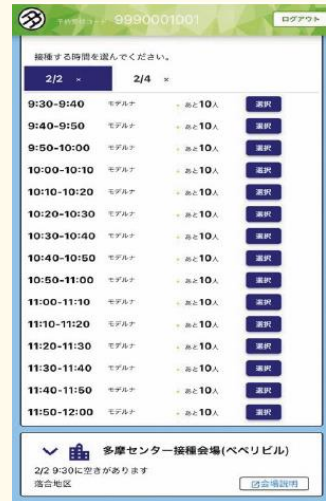 9990001001 ログアウト
接種する時間を選んでください。
2/2 × 2/4 ×
9:30-9:40 モデルナ あと10人 選択
9:40-9:50 モデルナ あと10人 選択
9:50-10:00 モデルナ あと10人 選択
10:00-10:10 モデルナ あと10人 選択
10:10-10:20 モデルナ あと10人 選択
10:20-10:30 モデルナ あと10人 選択
10:30-10:40 モデルナ あと10人 選択
10:40-10:50 モデルナ あと10人 選択
10:50-11:00 モデルナ あと10人 選択
11:00-11:10 モデルナ あと10人 選択
11:10-11:20 モデルナ あと10人 選択
11:20-11:30 モデルナ あと10人 選択
11:30-11:40 モデルナ あと10人 選択
11:40-11:50 モデルナ あと10人 選択
11:50-12:00 モデルナ あと10人 選択
多摩センター接種会場(ベペリビル)
2/2 9:30に空きがあります
落合地区 会場説明